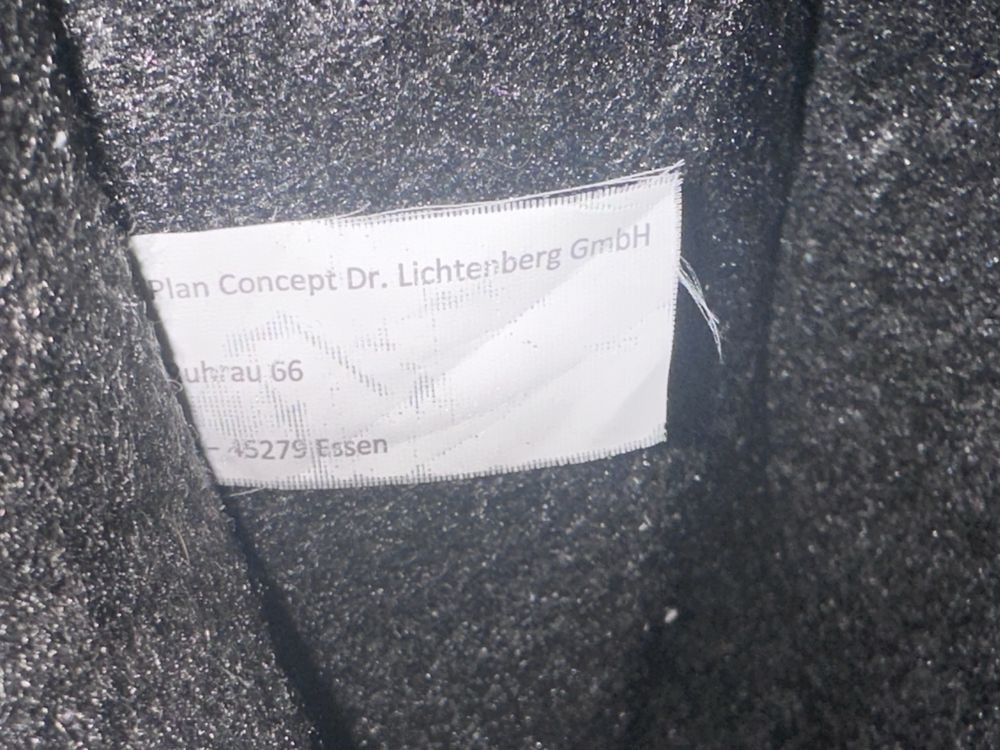 Plan Concept Dr. Lichtenberg GmbH
uhrau 66
- 45279 Essen